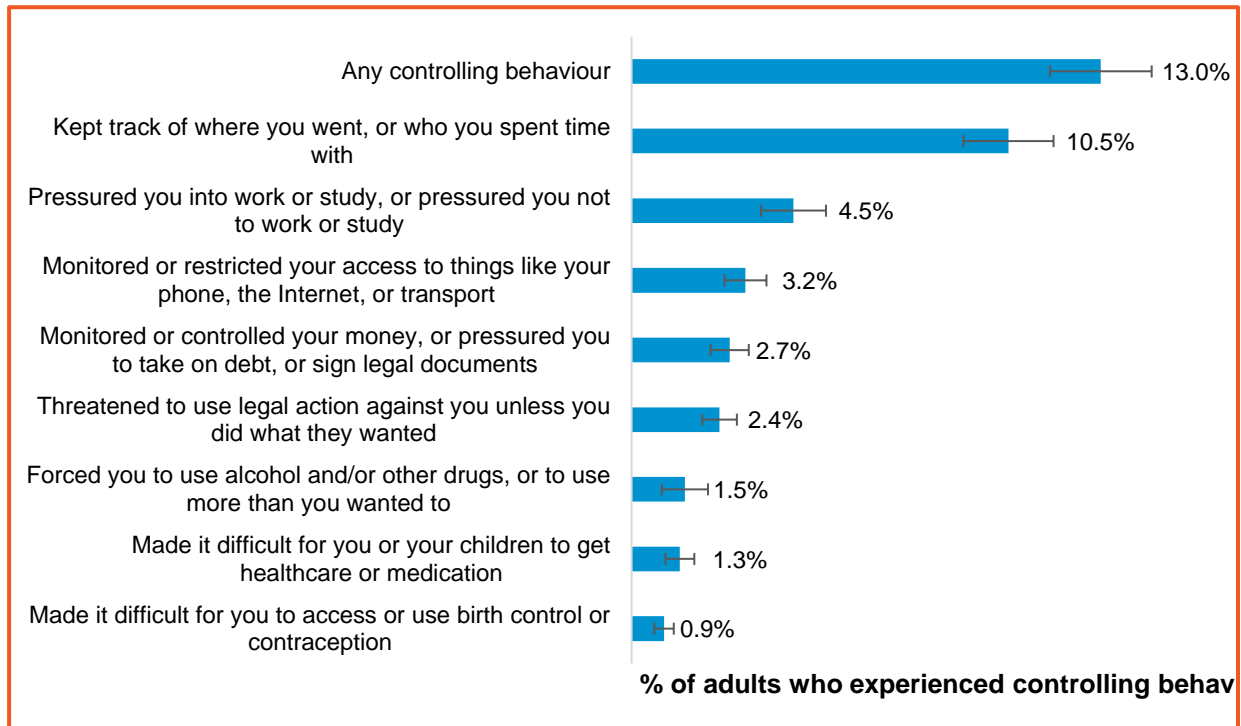 Any controlling behaviour
13.0%
Kept track of where you went, or who you spent time
with
10.5%
Pressured you into work or study, or pressured you not
to work or study
4.5%
Monitored or restricted your access to things like your
phone, the Internet, or transport
3.2%
Monitored or controlled your money, or pressured you
to take on debt, or sign legal documents
2.7%
Threatened to use legal action against you unless you
did what they wanted
2.4%
Forced you to use alcohol and/or other drugs, or to use
more than you wanted to
1.5%
Made it difficult for you or your children to get
healthcare or medication
1.3%
Made it difficult for you to access or use birth control or
contraception
0.9%
% of adults who experienced controlling behav